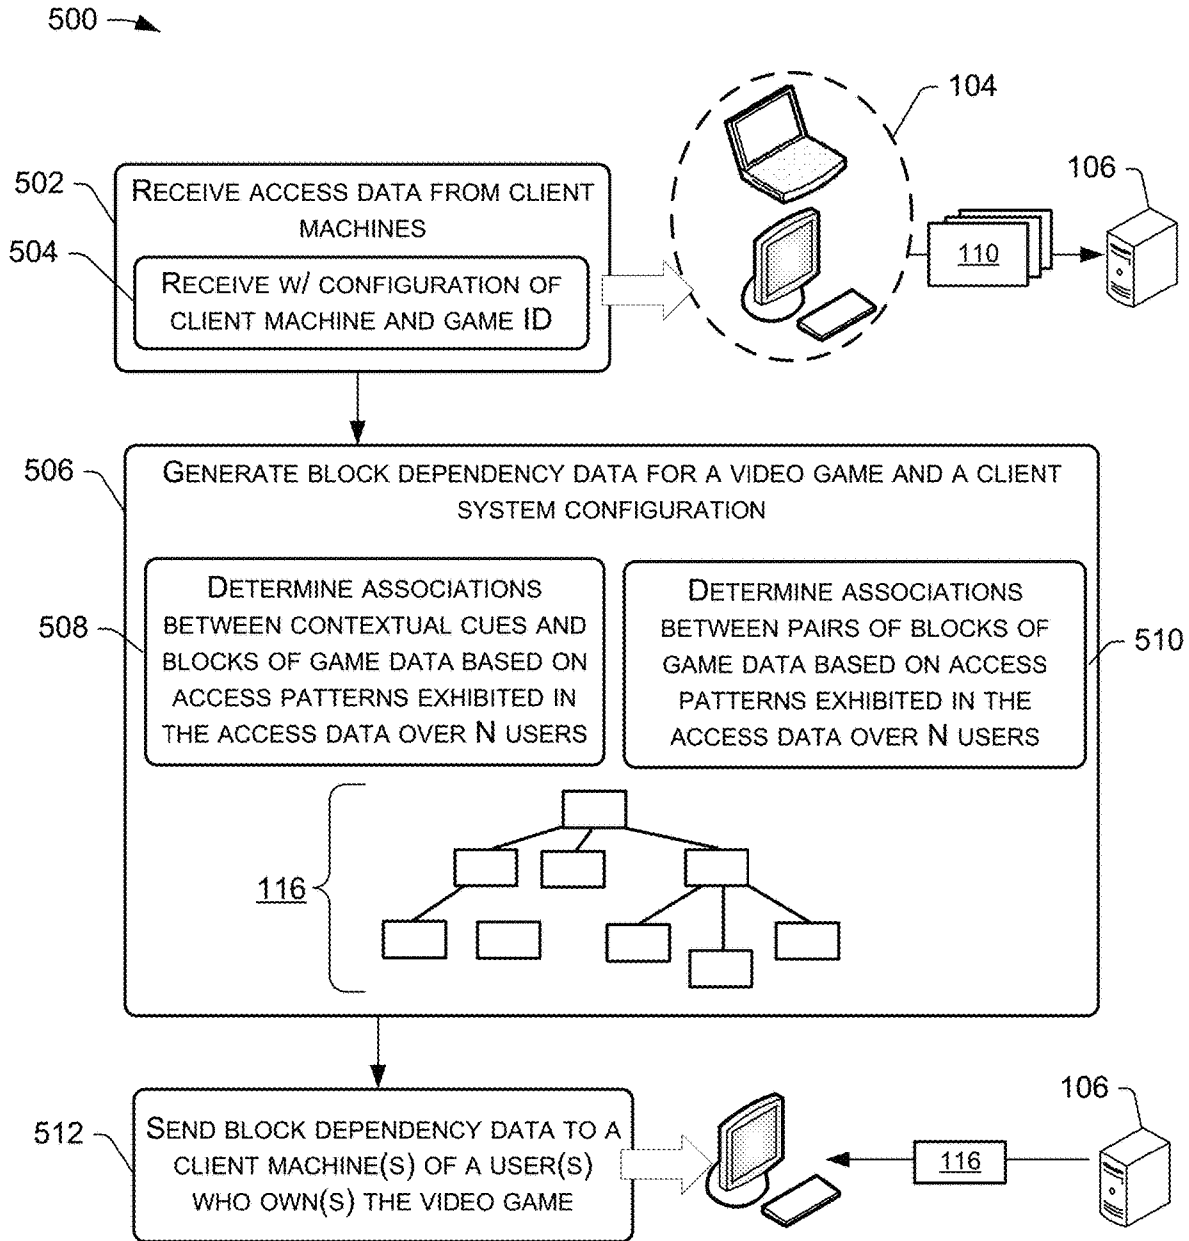 500
104
502
RECEIVE ACCESS DATA FROM CLIENT
MACHINES
106
504
RECEIVE W/ CONFIGURATION OF
CLIENT MACHINE AND GAME ID
110
506
GENERATE BLOCK DEPENDENCY DATA FOR A VIDEO GAME AND A CLIENT
SYSTEM CONFIGURATION
508
DETERMINE ASSOCIATIONS
BETWEEN CONTEXTUAL CUES AND
BLOCKS OF GAME DATA BASED ON
ACCESS PATTERNS EXHIBITED IN
THE ACCESS DATA OVER N USERS
DETERMINE ASSOCIATIONS
BETWEEN PAIRS OF BLOCKS OF
GAME DATA BASED ON ACCESS
PATTERNS EXHIBITED IN THE
ACCESS DATA OVER N USERS
510
116
512
SEND BLOCK DEPENDENCY DATA TO A
CLIENT MACHINE(S) OF A USER(S)
WHO OWN(S) THE VIDEO GAME
116
106